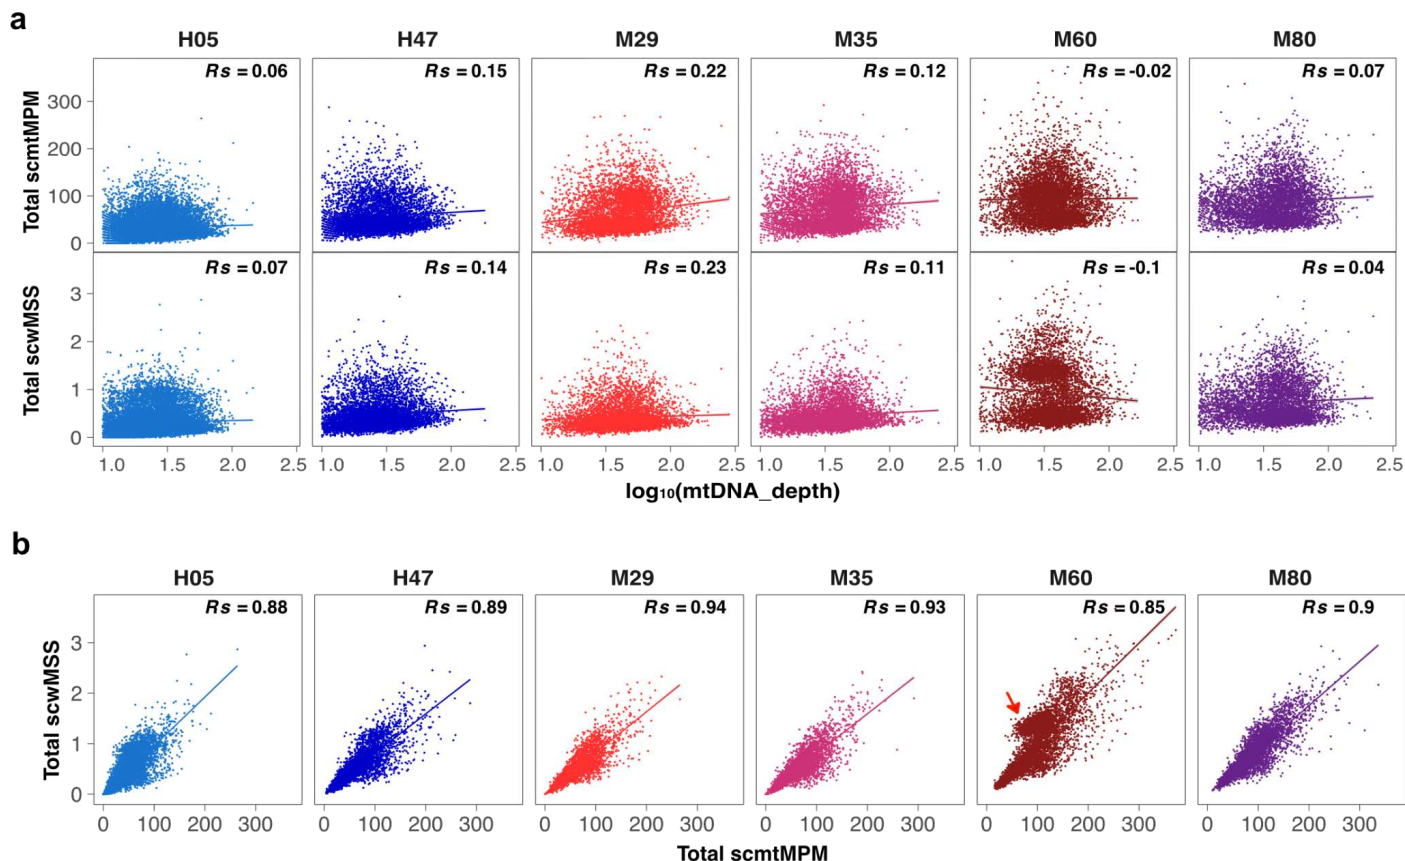 a
H05 H47 M29 M35 M60 M80
Rs = 0.06 Rs = 0.15 Rs = 0.22 Rs = 0.12 Rs = -0.02 Rs = 0.07
Total scmtMPM
300
200
100
0
Rs = 0.07 Rs = 0.14 Rs = 0.23 Rs = 0.11 Rs = -0.1 Rs = 0.04
Total scwMSS
3
2
1
0
1.0 1.5 2.0 2.5 1.0 1.5 2.0 2.5 1.0 1.5 2.0 2.5 1.0 1.5 2.0 2.5 1.0 1.5 2.0 2.5 1.0 1.5 2.0 2.5
log₁₀(mtDNA_depth)
b
H05 H47 M29 M35 M60 M80
Rs = 0.88 Rs = 0.89 Rs = 0.94 Rs = 0.93 Rs = 0.85 Rs = 0.9
Total scwMSS
3
2
1
0
0 100 200 300 0 100 200 300 0 100 200 300 0 100 200 300 0 100 200 300 0 100 200 300
Total scmtMPM